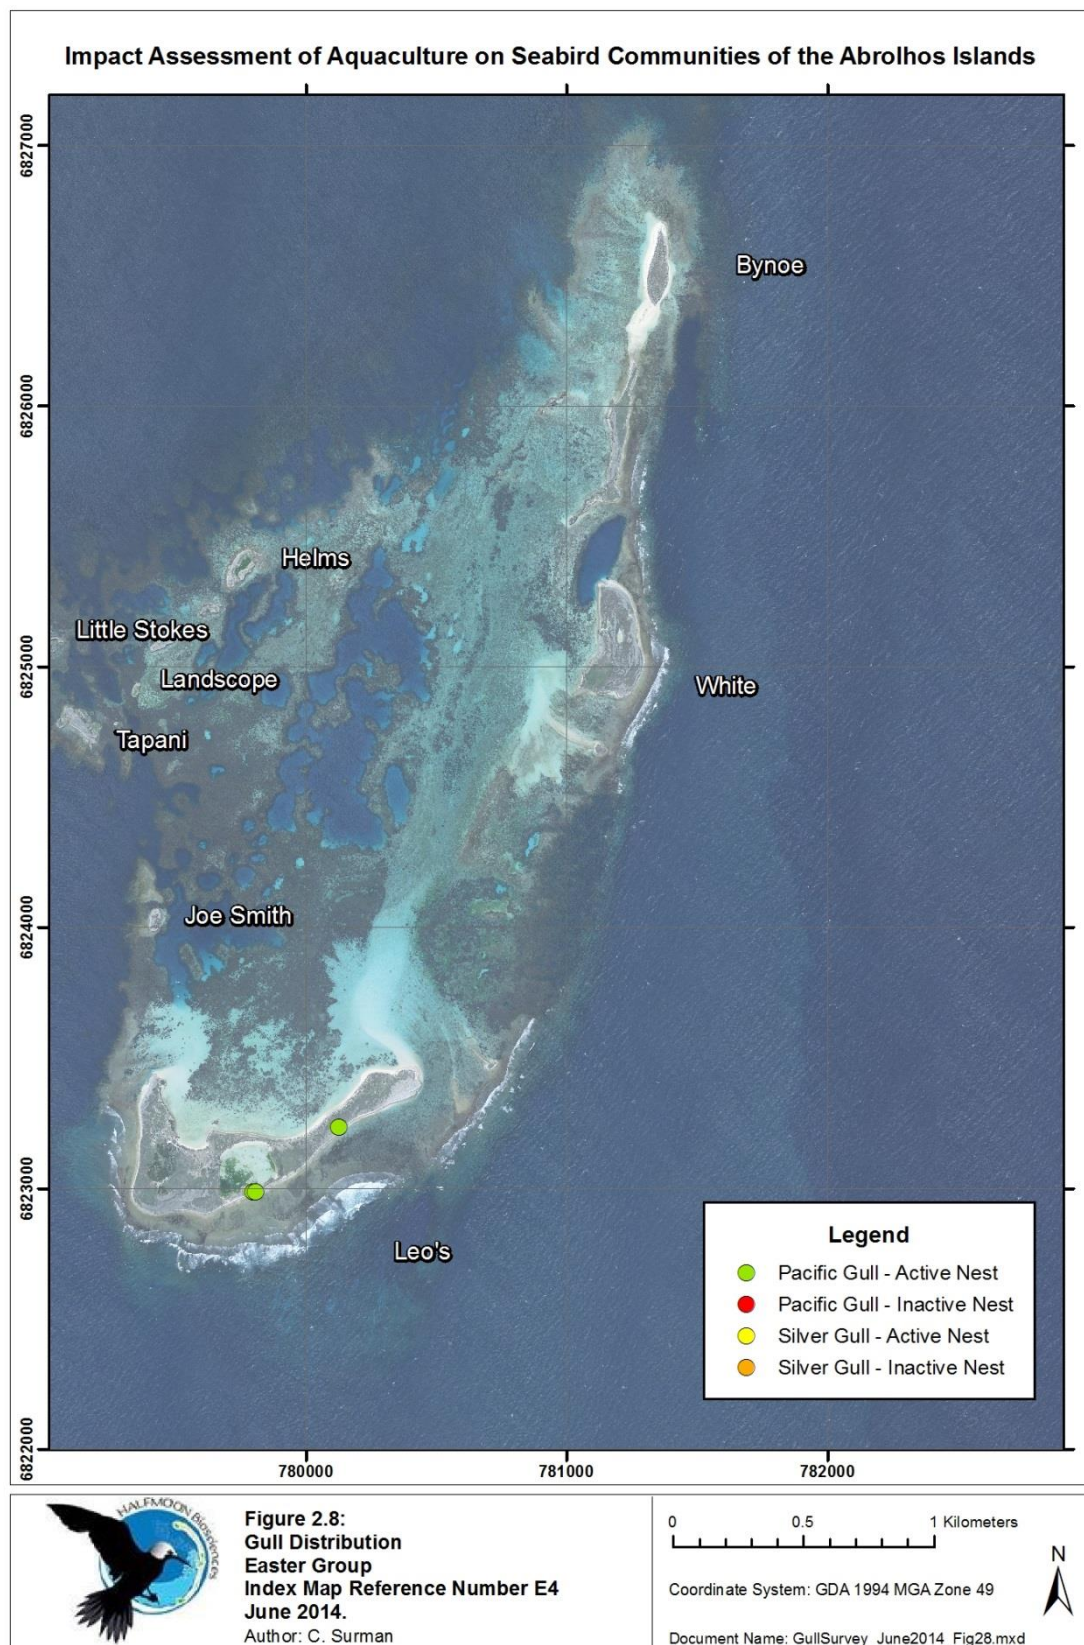 Impact Assessment of Aquaculture on Seabird Communities of the Abrolhos Islands
6827000
Bynoe
6826000
Helms
Little Stokes
6825000
Landscope
White
Tapani
Joe Smith
6824000
6823000
Leo's
Legend
Pacific Gull - Active Nest
Pacific Gull - Inactive Nest
Silver Gull - Active Nest
Silver Gull - Inactive Nest
6822000
780000 781000 782000
HALFMOON Biosciences
Figure 2.8:
Gull Distribution
Easter Group
Index Map Reference Number E4
June 2014.
Author: C. Surman
0 0.5 1 Kilometers
N
Coordinate System: GDA 1994 MGA Zone 49
Document Name: GullSurvey_June2014_Fig28.mxd